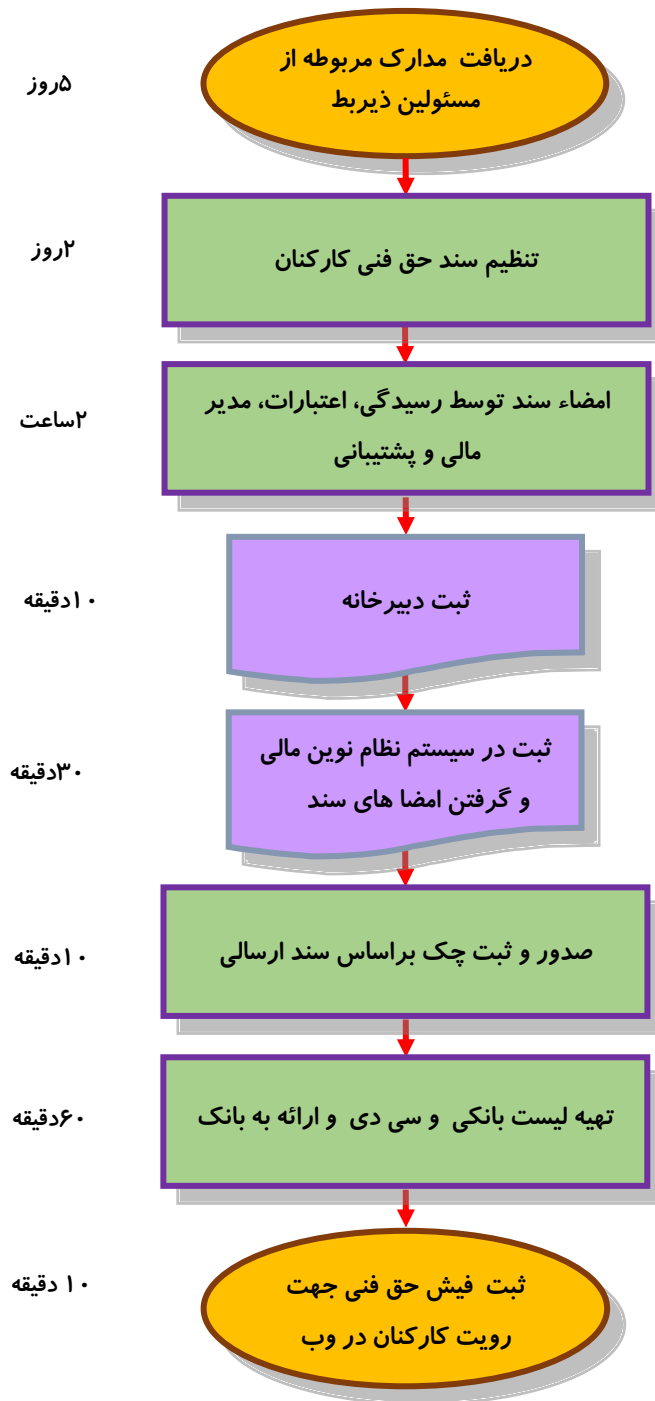 دریافت مدارک مربوطه از
مسئولین ذیربط
۵روز
تنظیم سند حق فنی کارکنان
۲روز
امضاء سند توسط رسیدگی، اعتبارات، مدیر
مالی و پشتیبانی
۲ساعت
ثبت دبیرخانه
۱۰دقیقه
ثبت در سیستم نظام نوین مالی
و گرفتن امضا های سند
۳۰دقیقه
صدور و ثبت چک براساس سند ارسالی
۱۰دقیقه
تهیه لیست بانکی و سی دی و ارائه به بانک
۶۰دقیقه
ثبت فیش حق فنی جهت
رویت کارکنان در وب
۱۰ دقیقه